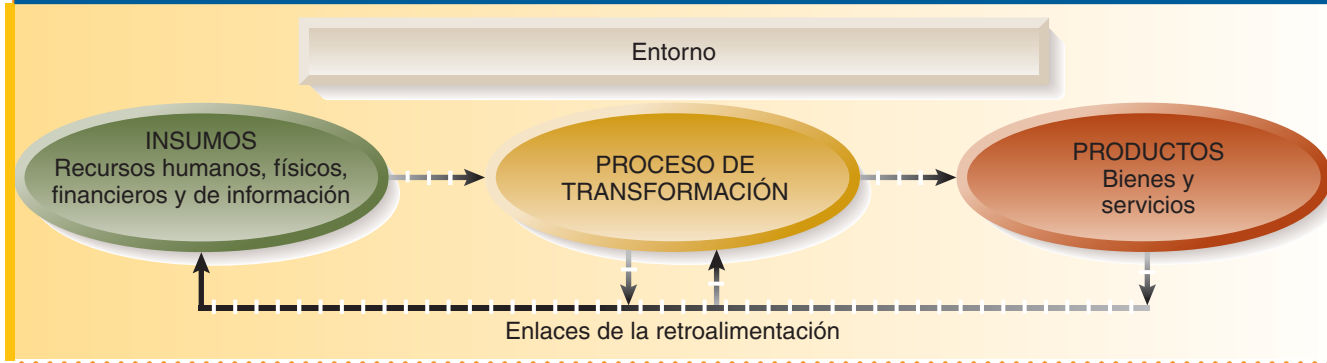 Entorno
INSUMOS
Recursos humanos, físicos,
financieros y de información
PROCESO DE
TRANSFORMACIÓN
PRODUCTOS
Bienes y
servicios
Enlaces de la retroalimentación